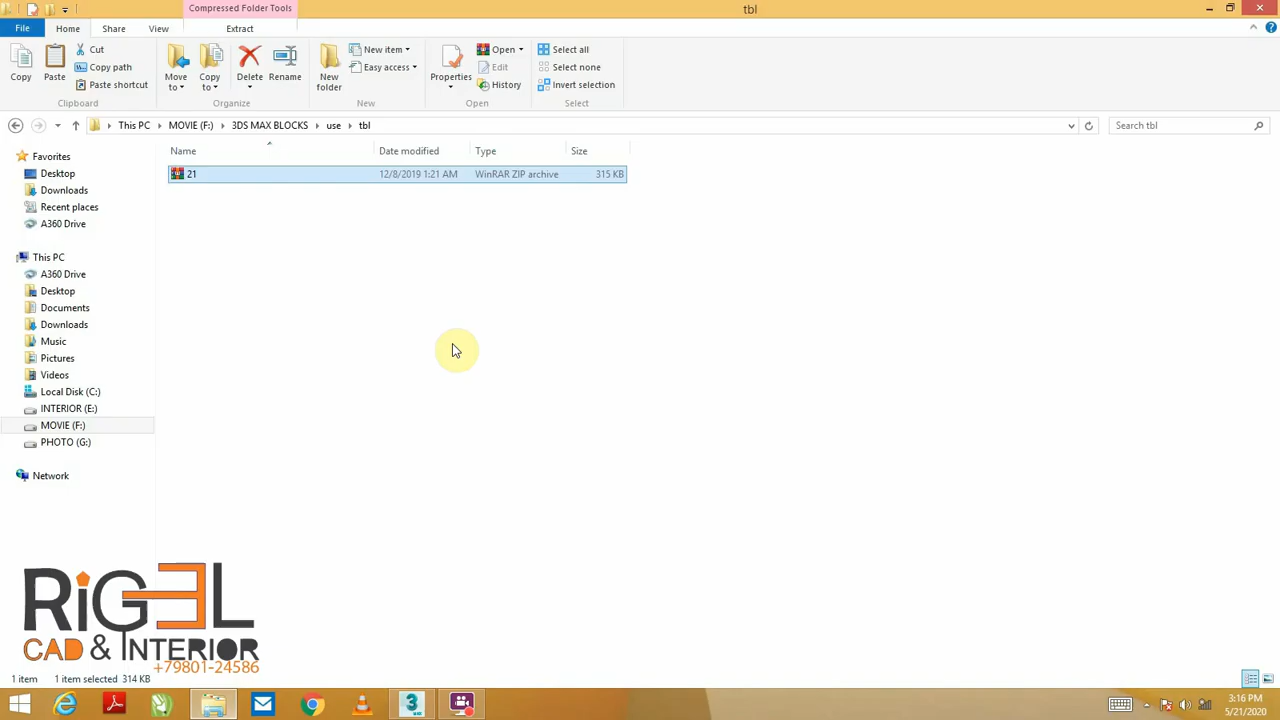 Compressed Folder Tools
tbl
File Home Share View Extract
Copy
Paste
Cut
Copy path
Paste shortcut
Clipboard
Move to
Copy to
Delete
Rename
Organize
New folder
New item
Easy access
New
Properties
Open
Edit
History
Open
Select all
Select none
Invert selection
Select
This PC MOVIE (F:) 3DS MAX BLOCKS use tbl
Search tbl
Name Date modified Type Size
21 12/8/2019 1:21 AM WinRAR ZIP archive 315 KB
Favorites
Desktop
Downloads
Recent places
A360 Drive
This PC
A360 Drive
Desktop
Documents
Downloads
Music
Pictures
Videos
Local Disk (C:)
INTERIOR (E:)
MOVIE (F:)
PHOTO (G:)
Network
RiGEL
CAD & INTERIOR
+79801-24586
1 item 1 item selected 314 KB
3:16 PM
5/21/2020